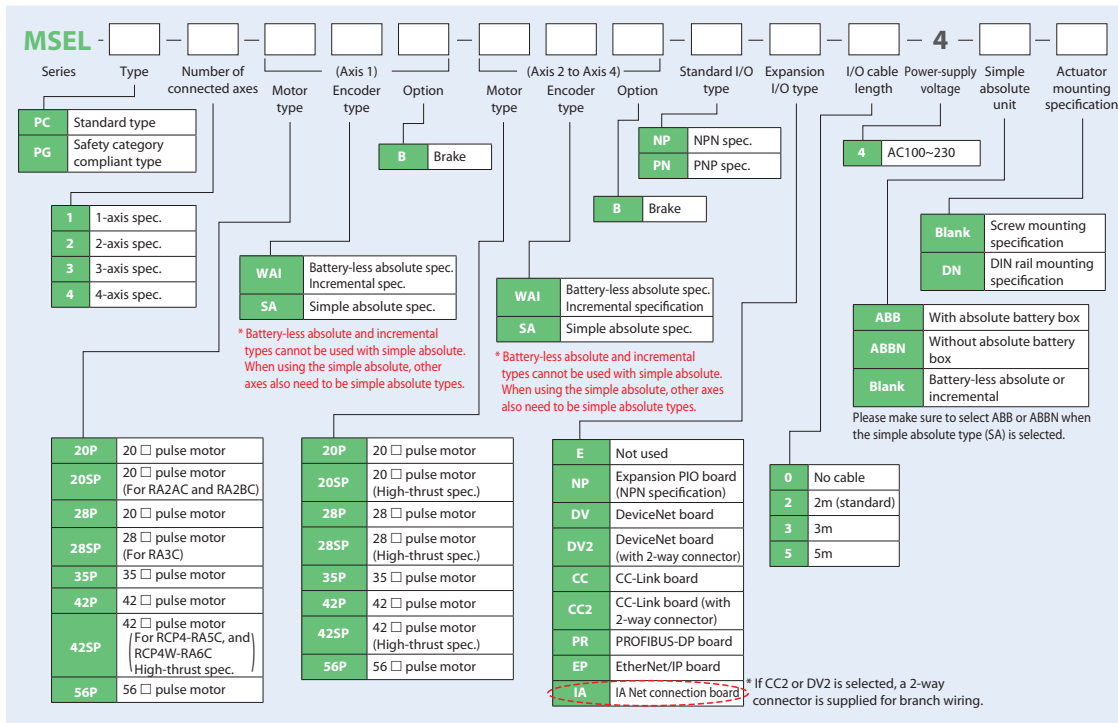 MSEL - — — — — — — — — — — 4 — —
Series
Type
Number of
connected axes
(Axis 1)
Motor
type
Encoder
type
Option
(Axis 2 to Axis 4)
Motor
type
Encoder
type
Option
Standard I/O
type
Expansion
I/O type
I/O cable
length
Power-supply
voltage
Simple
absolute
unit
Actuator
mounting
specification
PC Standard type
PG Safety category
compliant type
B Brake
NP NPN spec.
PN PNP spec.
4 AC100~230
B Brake
1 1-axis spec.
2 2-axis spec.
3 3-axis spec.
4 4-axis spec.
Blank Screw mounting
specification
DN DIN rail mounting
specification
WAI Battery-less absolute spec.
Incremental spec.
SA Simple absolute spec.
* Battery-less absolute and incremental
types cannot be used with simple absolute.
When using the simple absolute, other
axes also need to be simple absolute types.
WAI Battery-less absolute spec.
Incremental specification
SA Simple absolute spec.
* Battery-less absolute and incremental
types cannot be used with simple absolute.
When using the simple absolute, other axes
also need to be simple absolute types.
ABB With absolute battery box
ABBN Without absolute battery
box
Blank Battery-less absolute or
incremental
Please make sure to select ABB or ABBN when
the simple absolute type (SA) is selected.
20P 20 □ pulse motor
20SP 20 □ pulse motor
(For RA2AC and RA2BC)
28P 20 □ pulse motor
28SP 28 □ pulse motor
(For RA3C)
35P 35 □ pulse motor
42P 42 □ pulse motor
42SP 42 □ pulse motor
(For RCP4-RA5C, and
RCP4W-RA6C
High-thrust spec.)
56P 56 □ pulse motor
20P 20 □ pulse motor
20SP 20 □ pulse motor
(High-thrust spec.)
28P 28 □ pulse motor
28SP 28 □ pulse motor
(High-thrust spec.)
35P 35 □ pulse motor
42P 42 □ pulse motor
42SP 42 □ pulse motor
(High-thrust spec.)
56P 56 □ pulse motor
E Not used
NP Expansion PIO board
(NPN specification)
DV DeviceNet board
DV2 DeviceNet board
(with 2-way connector)
CC CC-Link board
CC2 CC-Link board (with
2-way connector)
PR PROFIBUS-DP board
EP EtherNet/IP board
IA IA Net connection board
0 No cable
2 2m (standard)
3 3m
5 5m
* If CC2 or DV2 is selected, a 2-way
connector is supplied for branch wiring.